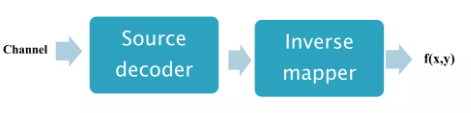 Channel
Source
decoder
Inverse
mapper
f(x,y)